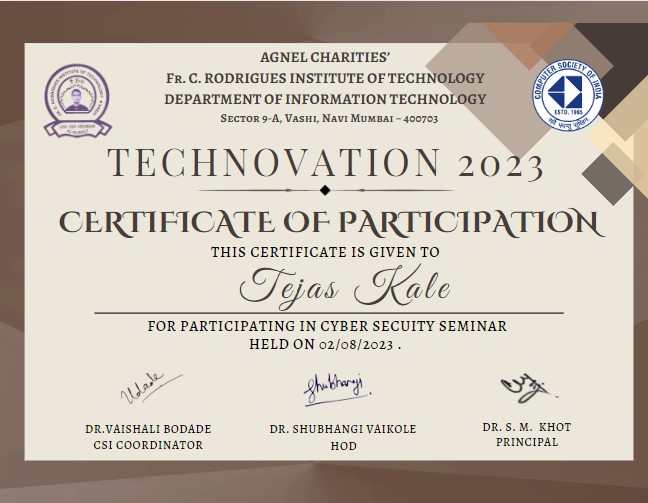 AGNEL CHARITIES'
FR. C. RODRIGUES INSTITUTE OF TECHNOLOGY
DEPARTMENT OF INFORMATION TECHNOLOGY
SECTOR 9-A, VASHI, NAVI MUMBAI – 400703
COMPUTER SOCIETY OF INDIA
ESTD. 1965
TECHNOVATION 2023
CERTIFICATE OF PARTICIPATION
THIS CERTIFICATE IS GIVEN TO
Tejas Kale
FOR PARTICIPATING IN CYBER SECUITY SEMINAR
HELD ON 02/08/2023 .
Shubhangi
DR.VAISHALI BODADE
CSI COORDINATOR
DR. SHUBHANGI VAIKOLE
HOD
DR. S. M. KHOT
PRINCIPAL